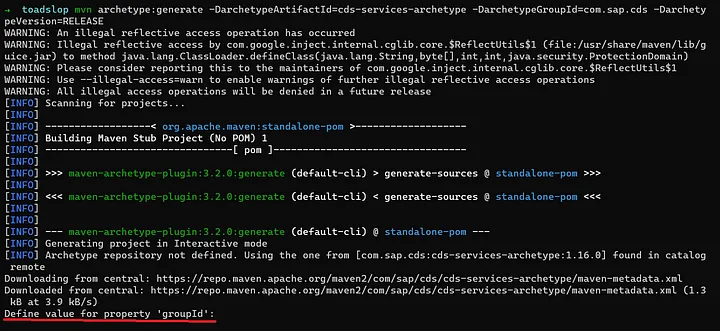 → toadslop mvn archetype:generate -DarchetypeArtifactId=cds-services-archetype -DarchetypeGroupId=com.sap.cds -Darchety
peVersion=RELEASE
WARNING: An illegal reflective access operation has occurred
WARNING: Illegal reflective access by com.google.inject.internal.cglib.core.$ReflectUtils$1 (file:/usr/share/maven/lib/g
uice.jar) to method java.lang.ClassLoader.defineClass(java.lang.String,byte[],int,int,java.security.ProtectionDomain)
WARNING: Please consider reporting this to the maintainers of com.google.inject.internal.cglib.core.$ReflectUtils$1
WARNING: Use --illegal-access=warn to enable warnings of further illegal reflective access operations
WARNING: All illegal access operations will be denied in a future release
[INFO] Scanning for projects...
[INFO]
[INFO] ------------------< org.apache.maven:standalone-pom >-------------------
[INFO] Building Maven Stub Project (No POM) 1
[INFO] --------------------------------[ pom ]---------------------------------
[INFO]
[INFO] >>> maven-archetype-plugin:3.2.0:generate (default-cli) > generate-sources @ standalone-pom >>>
[INFO]
[INFO] <<< maven-archetype-plugin:3.2.0:generate (default-cli) < generate-sources @ standalone-pom <<<
[INFO]
[INFO]
[INFO] --- maven-archetype-plugin:3.2.0:generate (default-cli) @ standalone-pom ---
[INFO] Generating project in Interactive mode
[INFO] Archetype repository not defined. Using the one from [com.sap.cds:cds-services-archetype:1.16.0] found in catalog
remote
Downloading from central: https://repo.maven.apache.org/maven2/com/sap/cds/cds-services-archetype/maven-metadata.xml
Downloaded from central: https://repo.maven.apache.org/maven2/com/sap/cds/cds-services-archetype/maven-metadata.xml (1.3
kB at 3.9 kB/s)
Define value for property 'groupId':